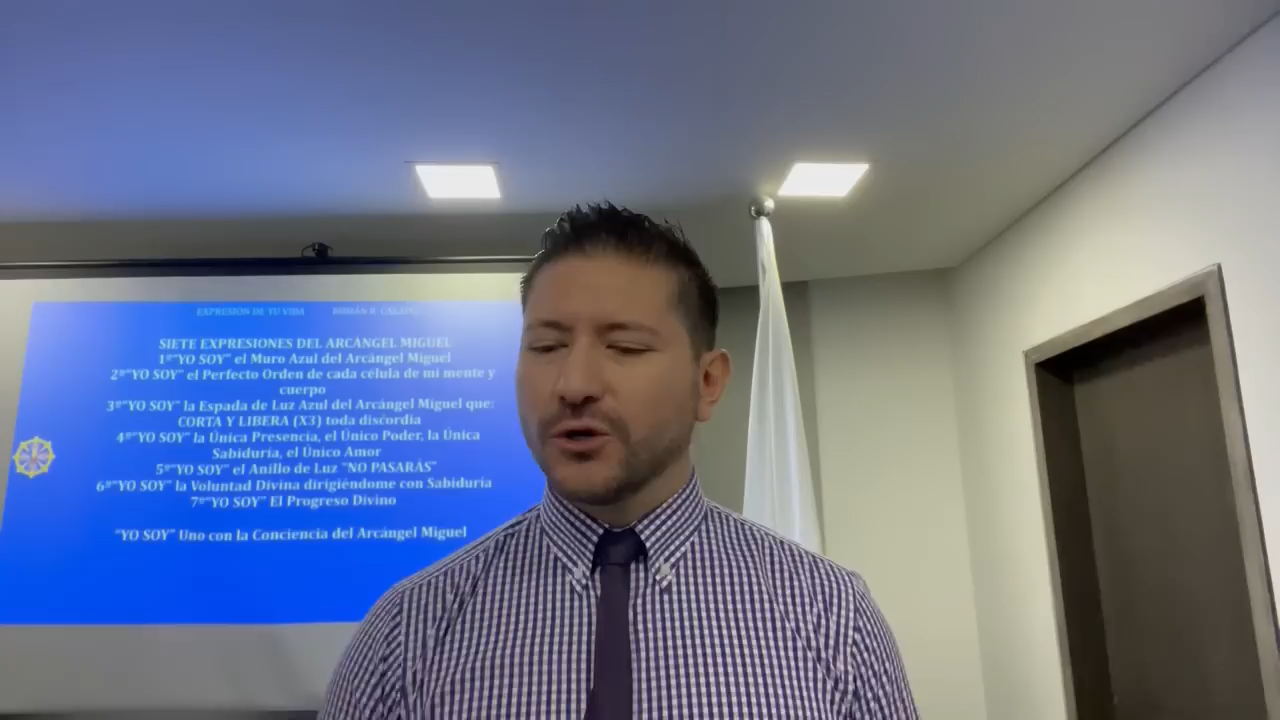 EXPRESIÓN DE TU VIDA
SIETE EXPRESIONES DEL ARCÁNGEL MIGUEL
1º"YO SOY" el Muro Azul del Arcángel Miguel
2º"YO SOY" el Perfecto Orden de cada célula de mi mente y
cuerpo
3º"YO SOY" la Espada de Luz Azul del Arcángel Miguel que:
CORTA Y LIBERA (X3) toda discordia
4º"YO SOY" la Única Presencia, el Único Poder, la Única
Sabiduría, el Único Amor
5º"YO SOY" el Anillo de Luz "NO PASARÁS"
6º"YO SOY" la Voluntad Divina dirigiéndome con Sabiduría
7º"YO SOY" El Progreso Divino
"YO SOY" Uno con la Conciencia del Arcángel Miguel